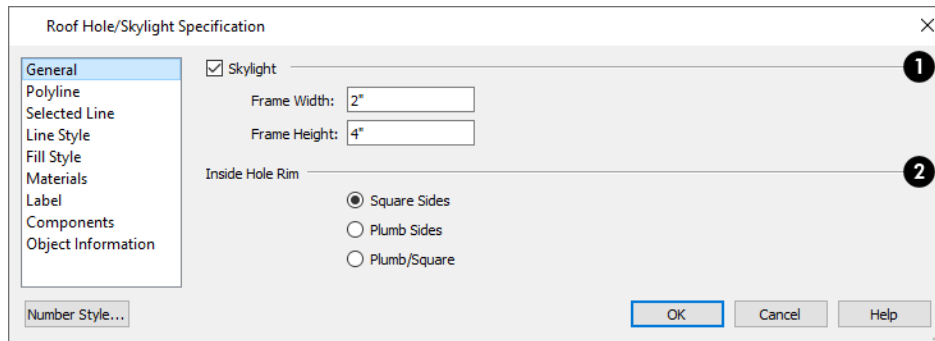 Roof Hole/Skylight Specification
General
Polyline
Selected Line
Line Style
Fill Style
Materials
Label
Components
Object Information
Skylight
1
Frame Width: 2"
Frame Height: 4"
Inside Hole Rim
2
Square Sides
Plumb Sides
Plumb/Square
Number Style...
OK
Cancel
Help